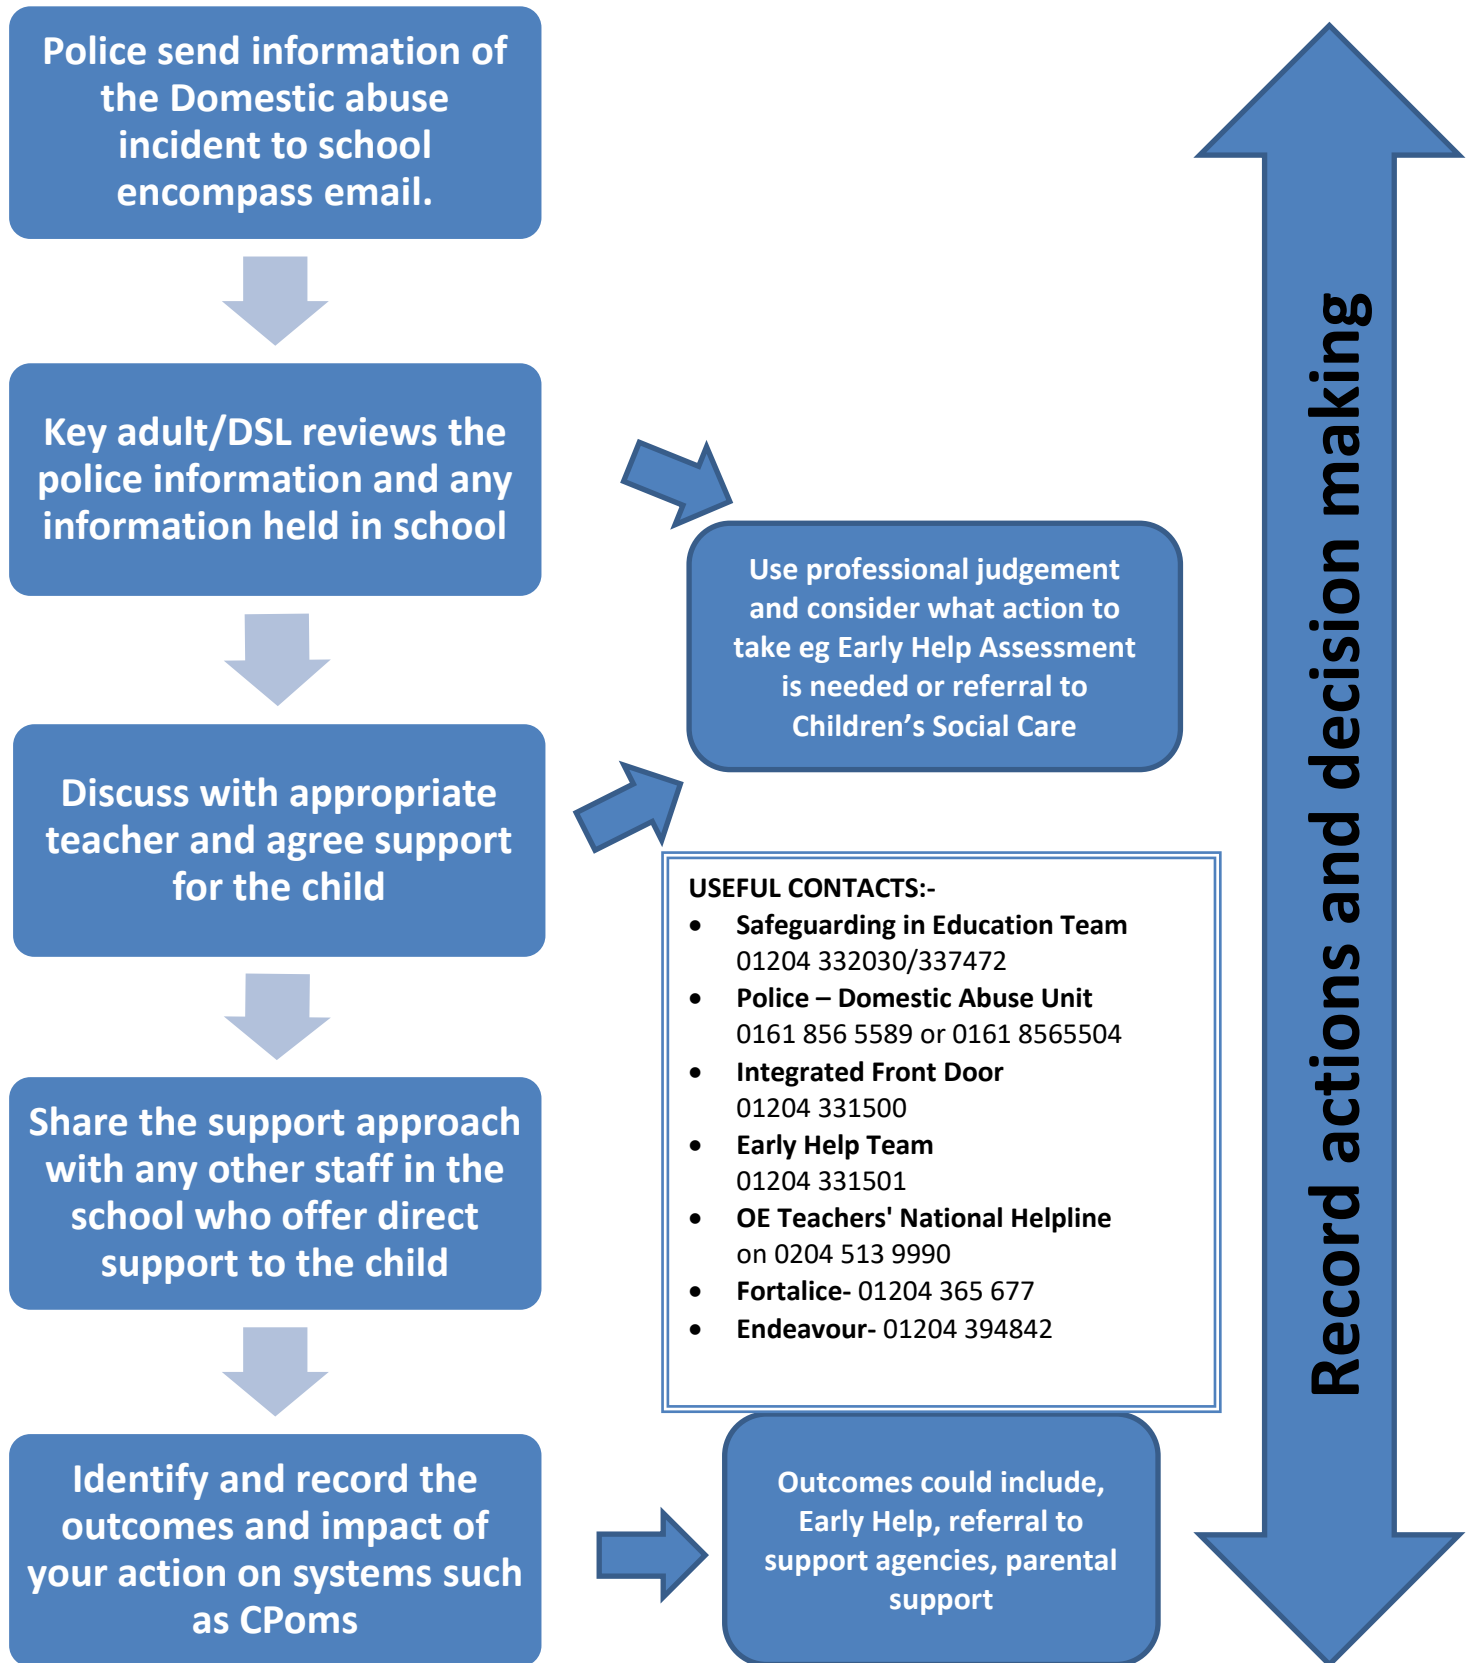 Police send information of
the Domestic abuse
incident to school
encompass email.
Key adult/DSL reviews the
police information and any
information held in school
Use professional judgement
and consider what action to
take eg Early Help Assessment
is needed or referral to
Children’s Social Care
Discuss with appropriate
teacher and agree support
for the child
USEFUL CONTACTS:-
• Safeguarding in Education Team
01204 332030/337472
• Police – Domestic Abuse Unit
0161 856 5589 or 0161 8565504
• Integrated Front Door
01204 331500
• Early Help Team
01204 331501
• OE Teachers' National Helpline
on 0204 513 9990
• Fortalice- 01204 365 677
• Endeavour- 01204 394842
Share the support approach
with any other staff in the
school who offer direct
support to the child
Identify and record the
outcomes and impact of
your action on systems such
as CPoms
Outcomes could include,
Early Help, referral to
support agencies, parental
support
Record actions and decision making